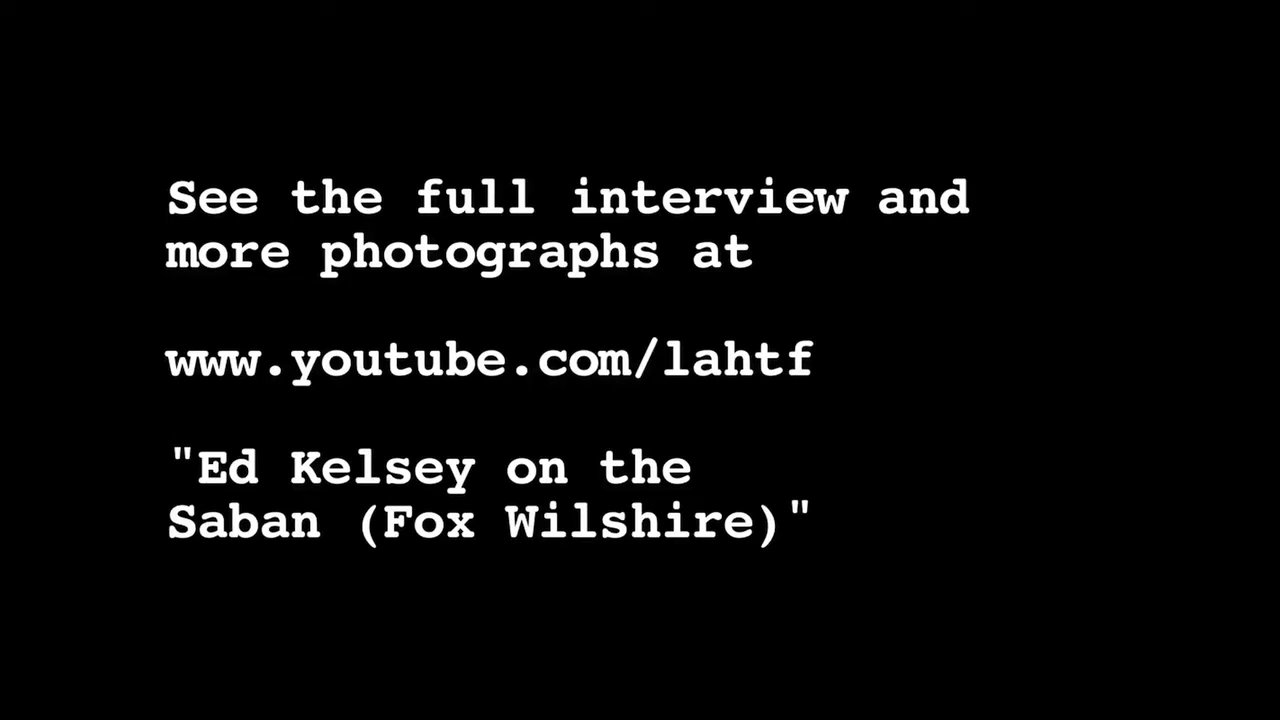 See the full interview and
more photographs at
www.youtube.com/lahtf
"Ed Kelsey on the
Saban (Fox Wilshire)"